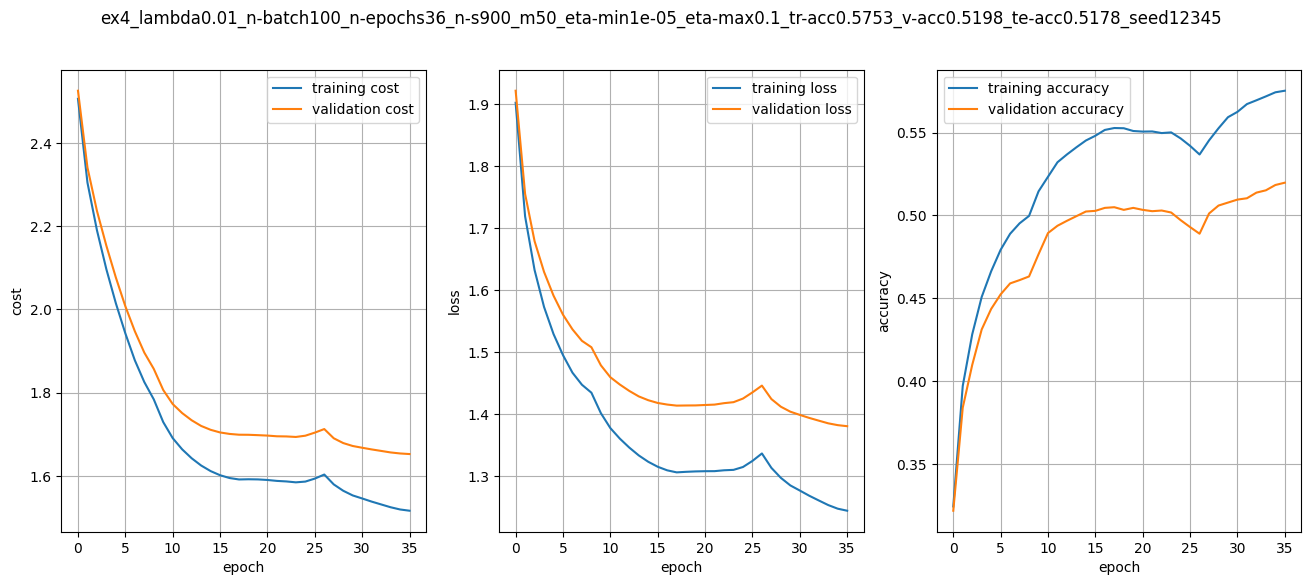 ex4_lambda0.01_n-batch100_n-epochs36_n-s900_m50_eta-min1e-05_eta-max0.1_tr-acc0.5753_v-acc0.5198_te-acc0.5178_seed12345
training cost
validation cost
2.4
2.2
2.0
1.8
1.6
cost
0 5 10 15 20 25 30 35
epoch
training loss
validation loss
1.9
1.8
1.7
1.6
1.5
1.4
1.3
loss
0 5 10 15 20 25 30 35
epoch
training accuracy
validation accuracy
0.55
0.50
0.45
0.40
0.35
accuracy
0 5 10 15 20 25 30 35
epoch